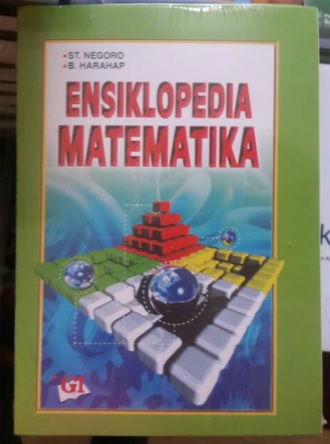 • ST. NEGORO
• B. HARAHAP
ENSIKLOPEDIA
MATEMATIKA
GI